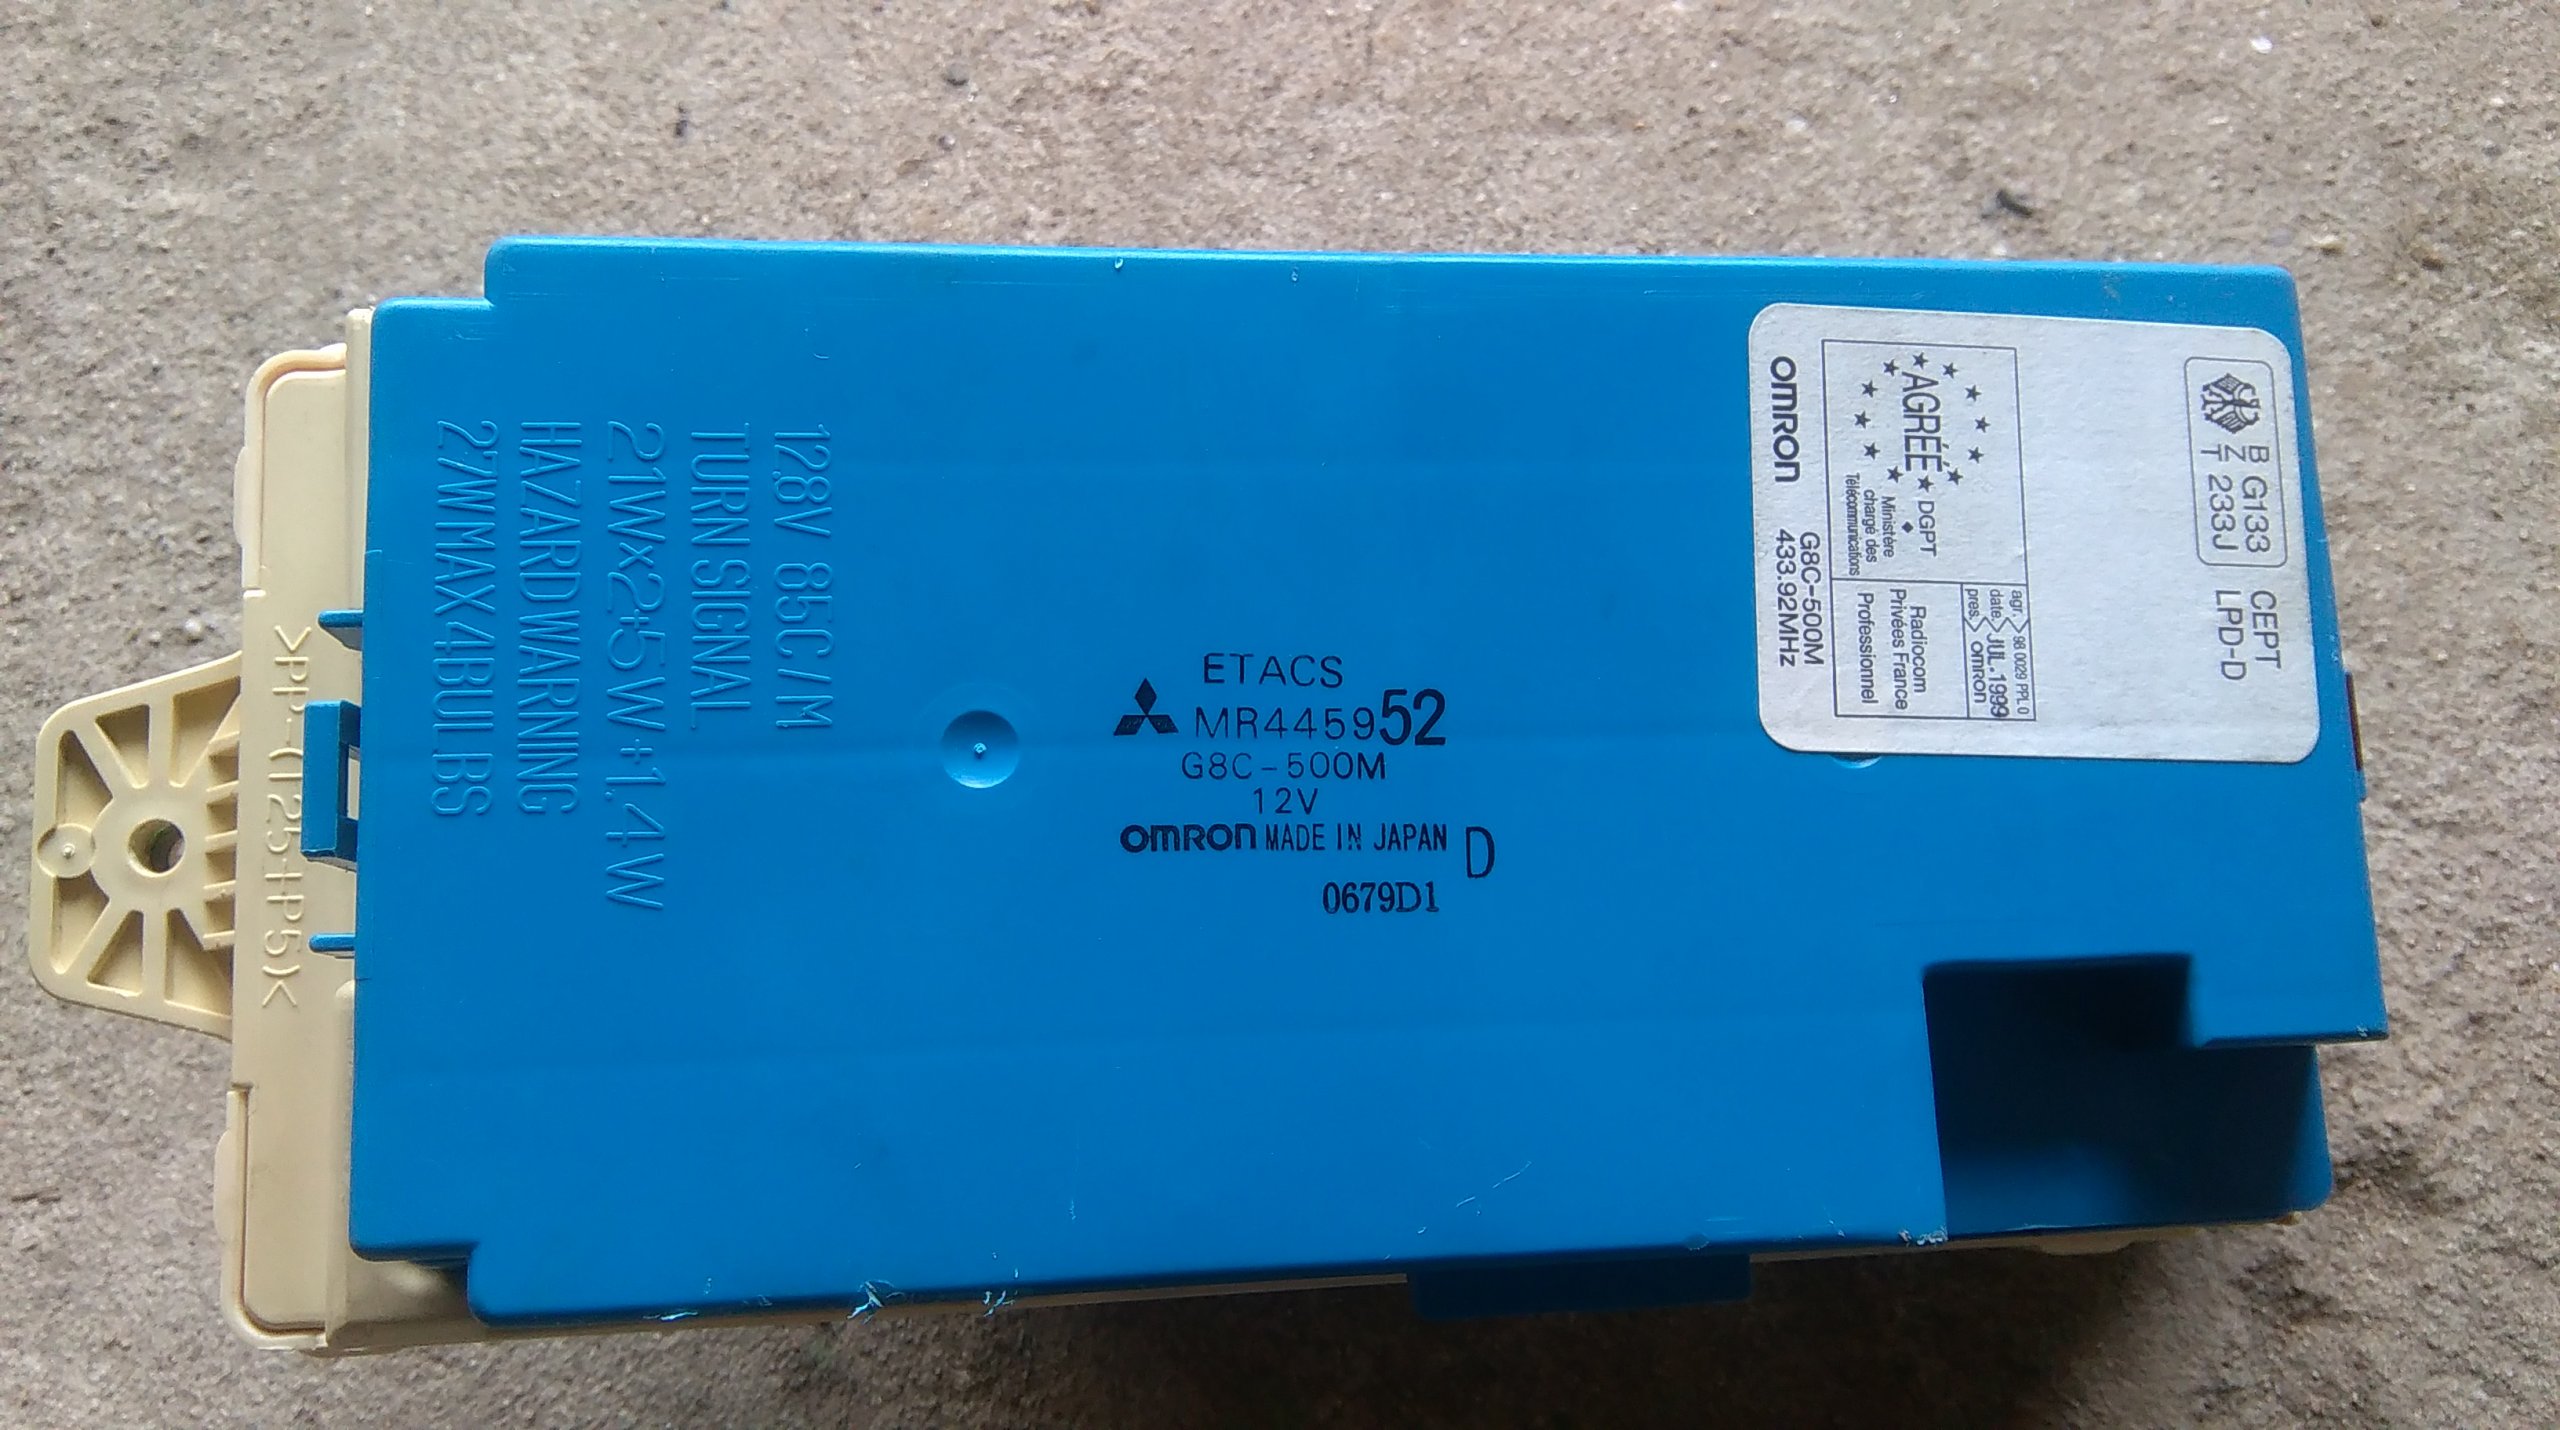 ETACS
MR445952
G8C-500M
12V
OMRON MADE IN JAPAN D
0679D1
12.8V 85C/M
TURN SIGNAL
21W×2+5W+1.4W
HAZARD WARNING
27W MAX 4BULBS
>PP-(T25+P5)<
B G133
Z
T 233J
CEPT
LPD-D
AGRÉÉ
DGPT
Ministère
chargé des
Télécommunications
agr. 98 0029 PPL 0
date. JUL.1999
pres. OMRON
Radiocom
Privées France
Professionnel
OMRON
G8C-500M
433.92MHz